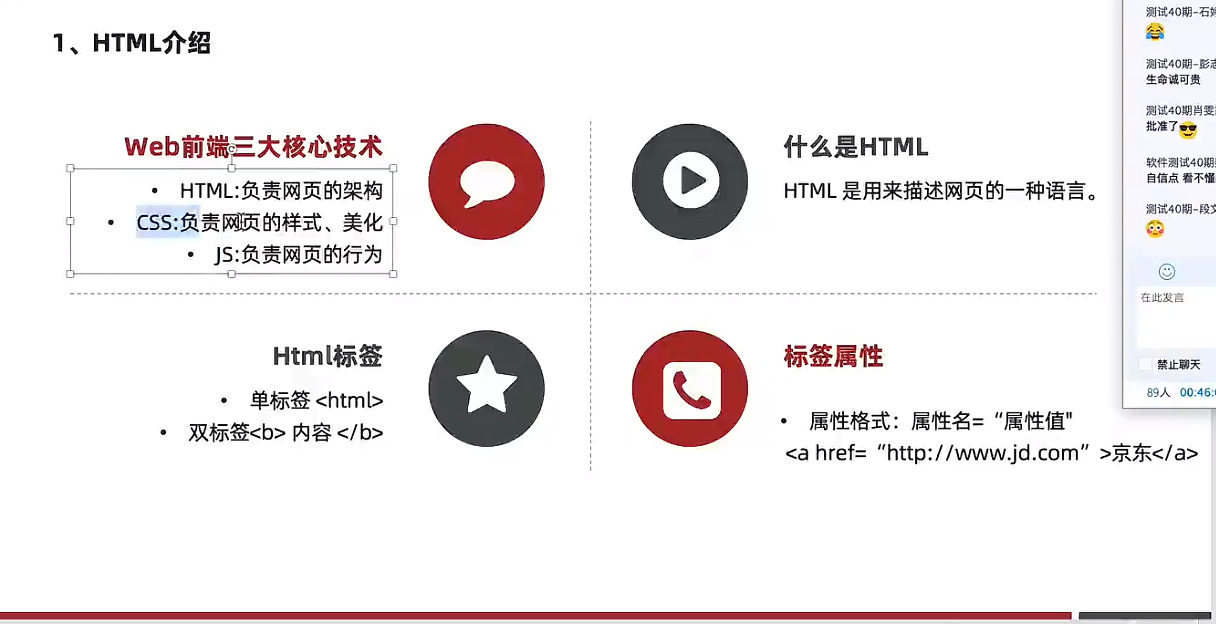 1、HTML介绍
Web前端三大核心技术
• HTML:负责网页的架构
• CSS:负责网页的样式、美化
• JS:负责网页的行为
什么是HTML
HTML 是用来描述网页的一种语言。
Html标签
• 单标签 <html>
• 双标签<b> 内容 </b>
标签属性
• 属性格式：属性名=“属性值"
<a href=“http://www.jd.com”>京东</a>
测试40期-石
测试40期-彭志
生命诚可贵
测试40期肖雯
批准了
软件测试40期
自信点 看不懂
测试40期-段文
在此发言
禁止聊天
89人 00:46: